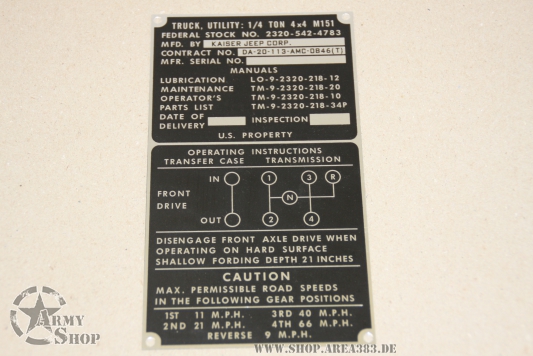 TRUCK, UTILITY: 1/4 TON 4x4 M151
FEDERAL STOCK NO. 2320-542-4783
MFD. BY KAISER JEEP CORP.
CONTRACT NO. DA-20-113-AMC-0846(T)
MFR. SERIAL NO.
MANUALS
LUBRICATION LO-9-2320-218-12
MAINTENANCE TM-9-2320-218-20
OPERATOR'S TM-9-2320-218-10
PARTS LIST TM-9-2320-218-34P
DATE OF
DELIVERY INSPECTION
U.S. PROPERTY
OPERATING INSTRUCTIONS
TRANSFER CASE TRANSMISSION
IN 1 3 R
FRONT
DRIVE N
OUT 2 4
DISENGAGE FRONT AXLE DRIVE WHEN
OPERATING ON HARD SURFACE
SHALLOW FORDING DEPTH 21 INCHES
CAUTION
MAX. PERMISSIBLE ROAD SPEEDS
IN THE FOLLOWING GEAR POSITIONS
1ST 11 M.P.H. 3RD 40 M.P.H.
2ND 21 M.P.H. 4TH 66 M.P.H.
REVERSE 9 M.P.H.
ARMY
SHOP
WWW.SHOP.AREA383.DE